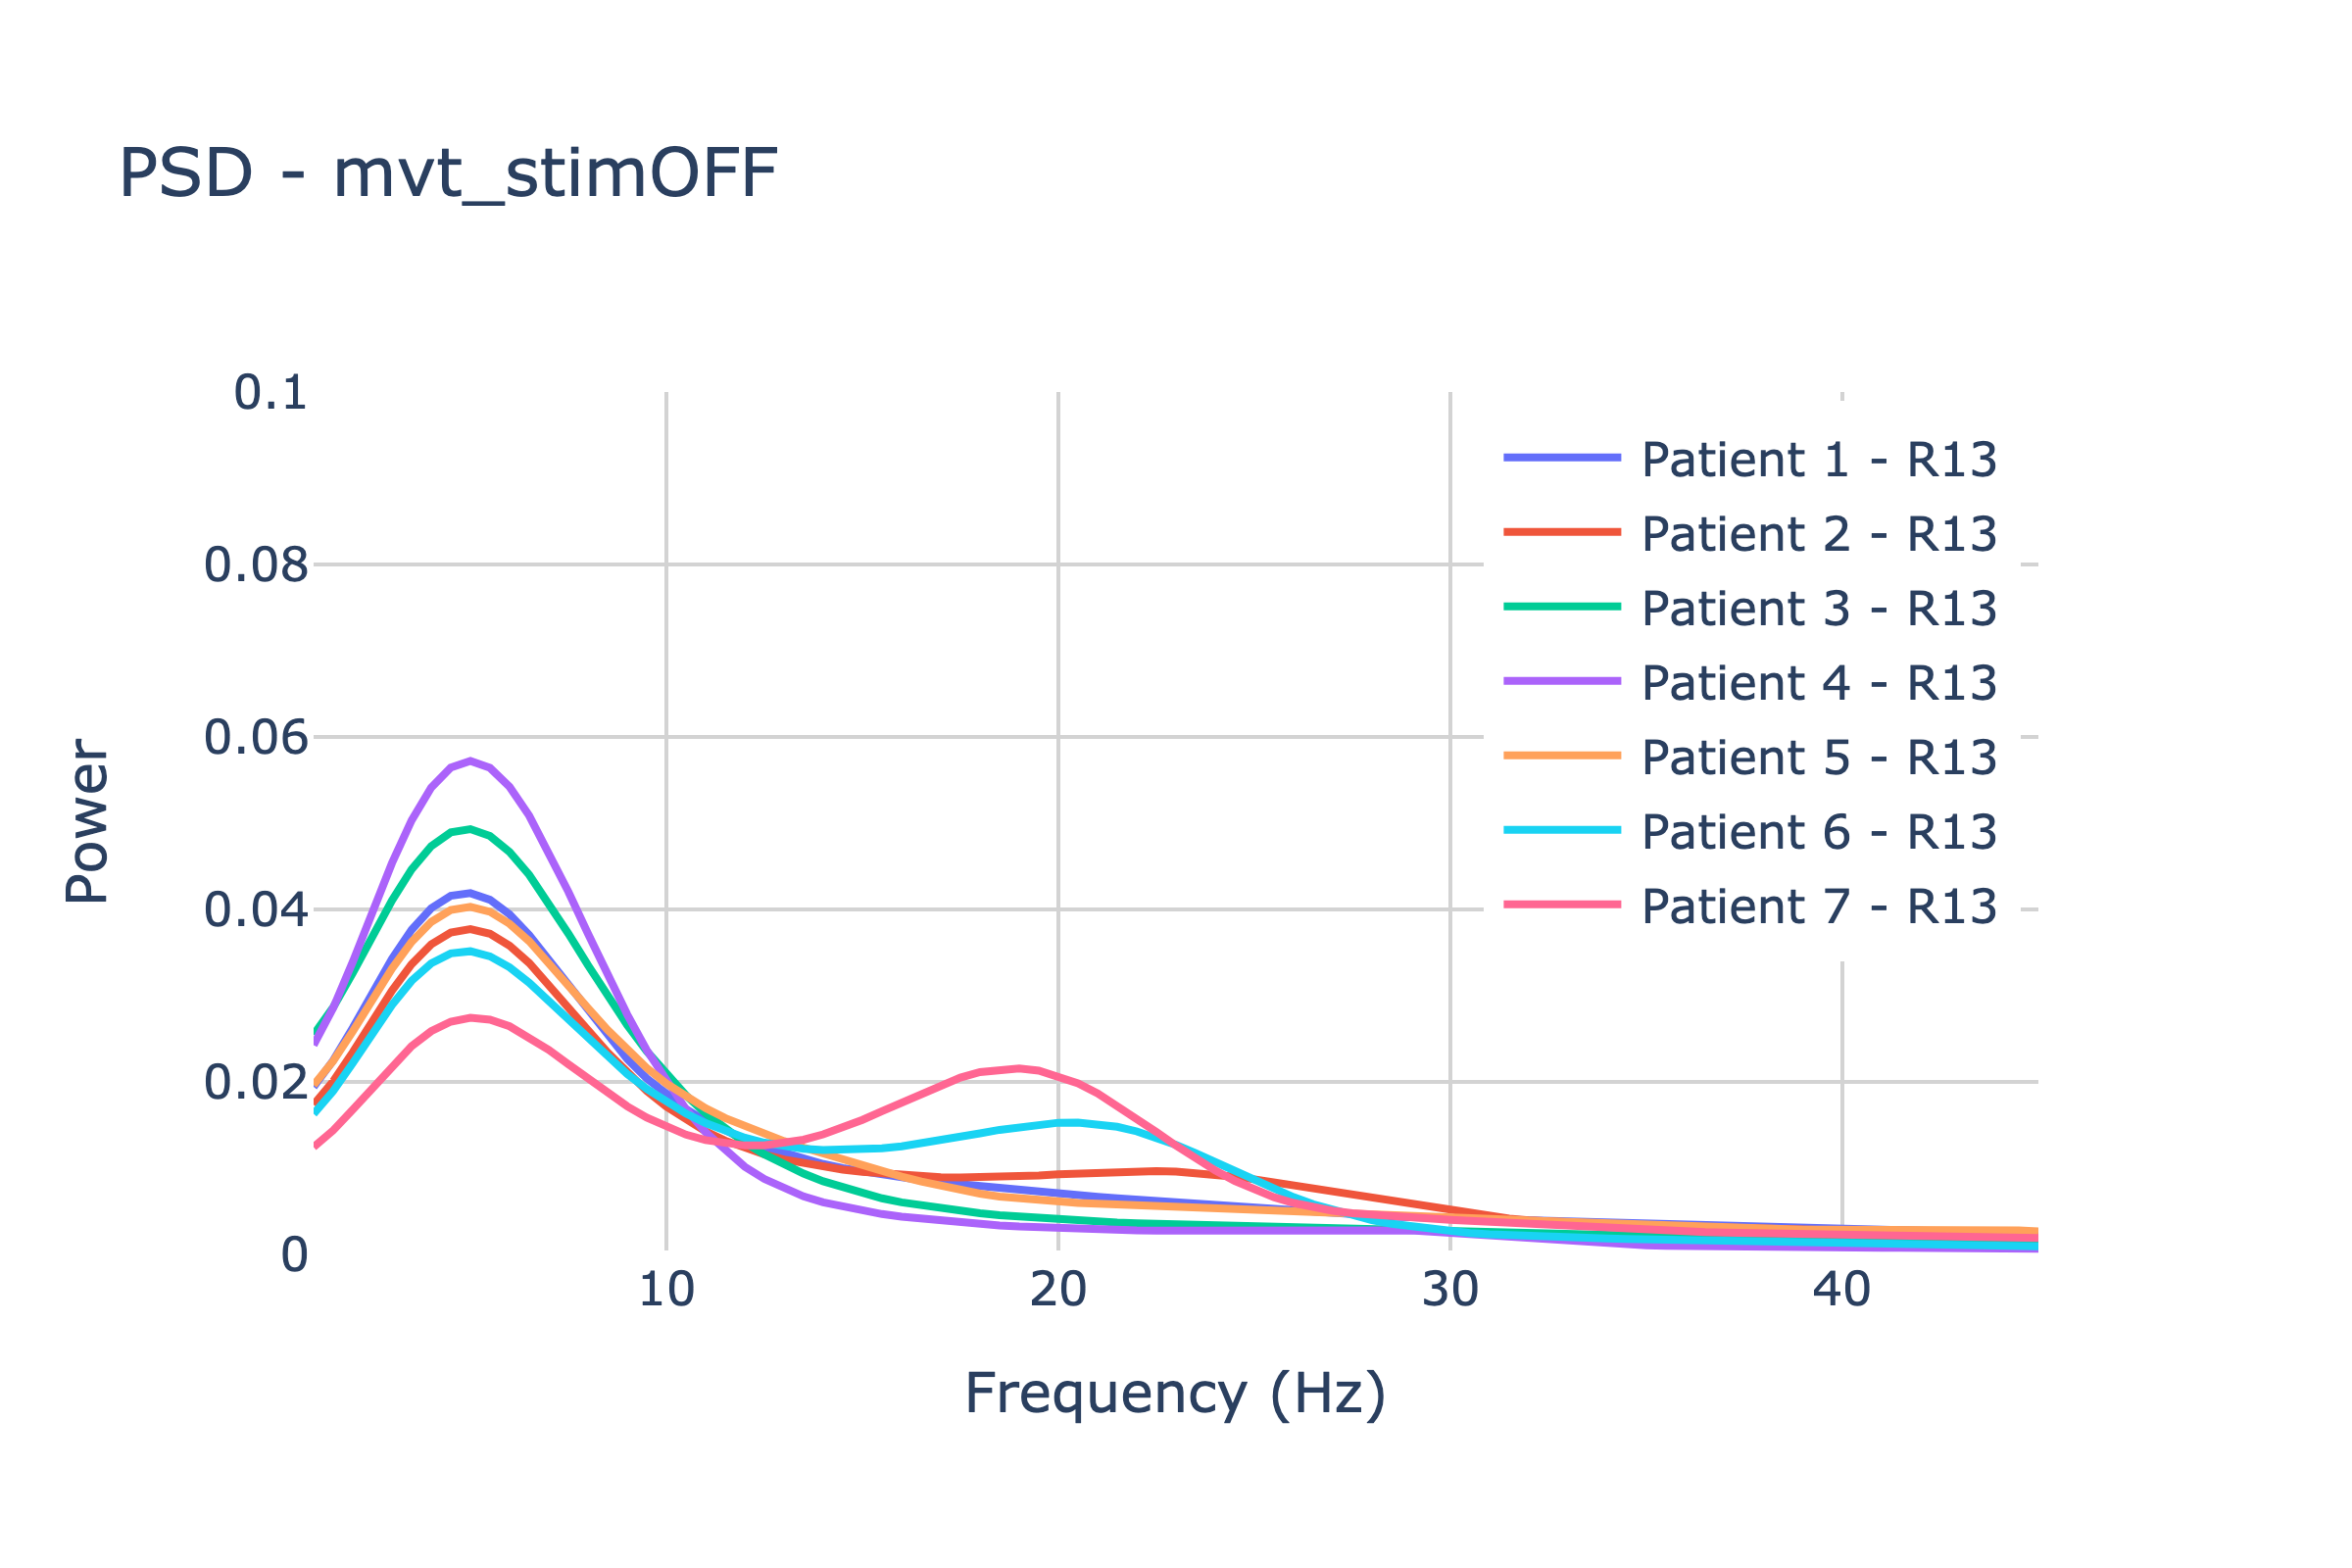 PSD - mvt_stimOFF
0.1
0.08
0.06
0.04
0.02
0
Power
10 20 30 40
Frequency (Hz)
Patient 1 - R13
Patient 2 - R13
Patient 3 - R13
Patient 4 - R13
Patient 5 - R13
Patient 6 - R13
Patient 7 - R13